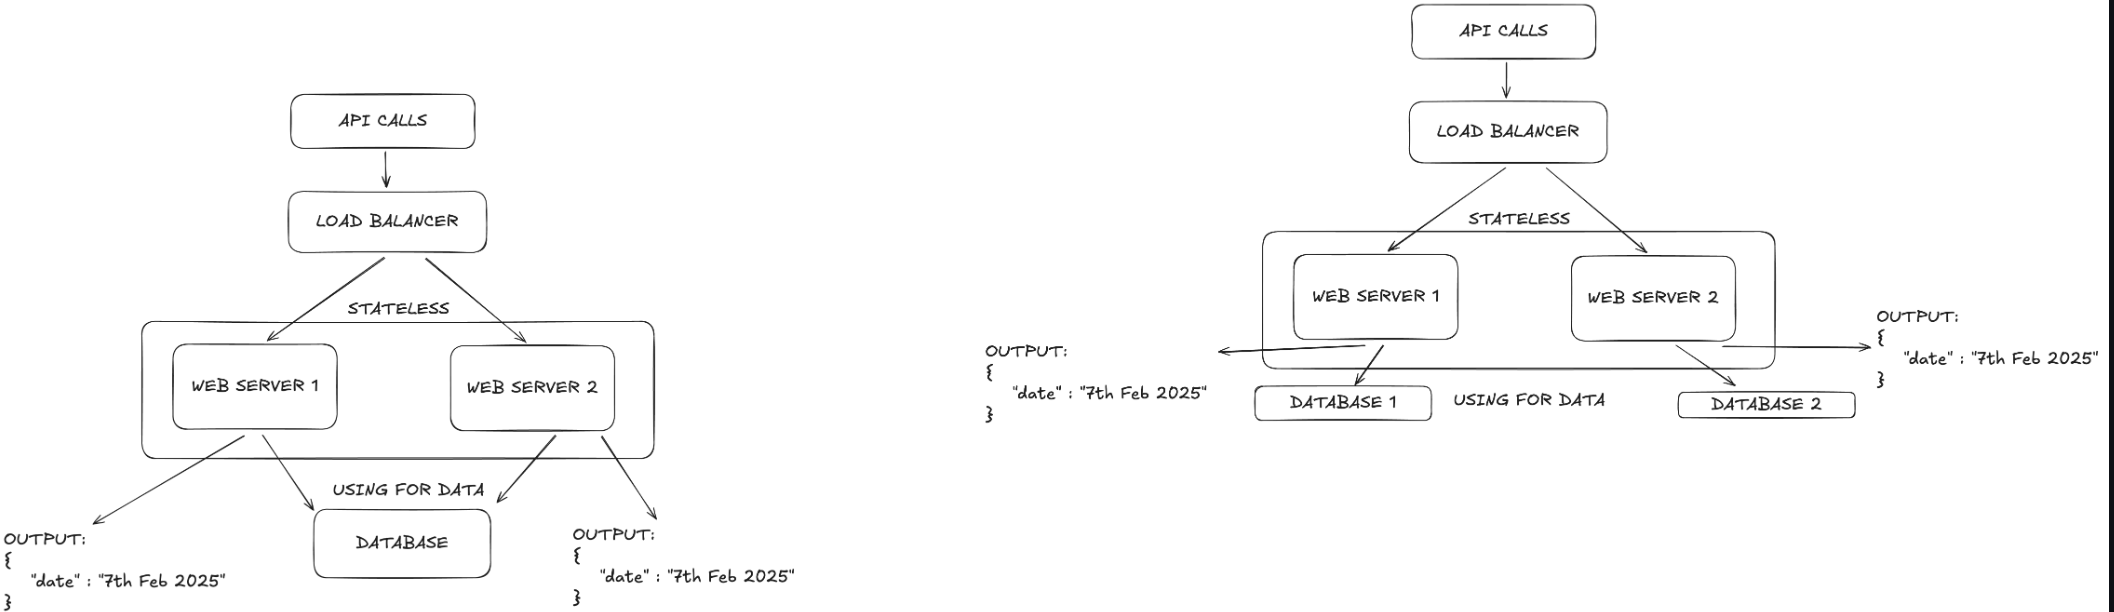 API CALLS
LOAD BALANCER
STATELESS
WEB SERVER 1
WEB SERVER 2
USING FOR DATA
DATABASE
OUTPUT:
{
"date" : "7th Feb 2025"
}
OUTPUT:
{
"date" : "7th Feb 2025"
}
API CALLS
LOAD BALANCER
STATELESS
WEB SERVER 1
WEB SERVER 2
OUTPUT:
{
"date" : "7th Feb 2025"
}
DATABASE 1
USING FOR DATA
DATABASE 2
OUTPUT:
{
"date" : "7th Feb 2025"
}